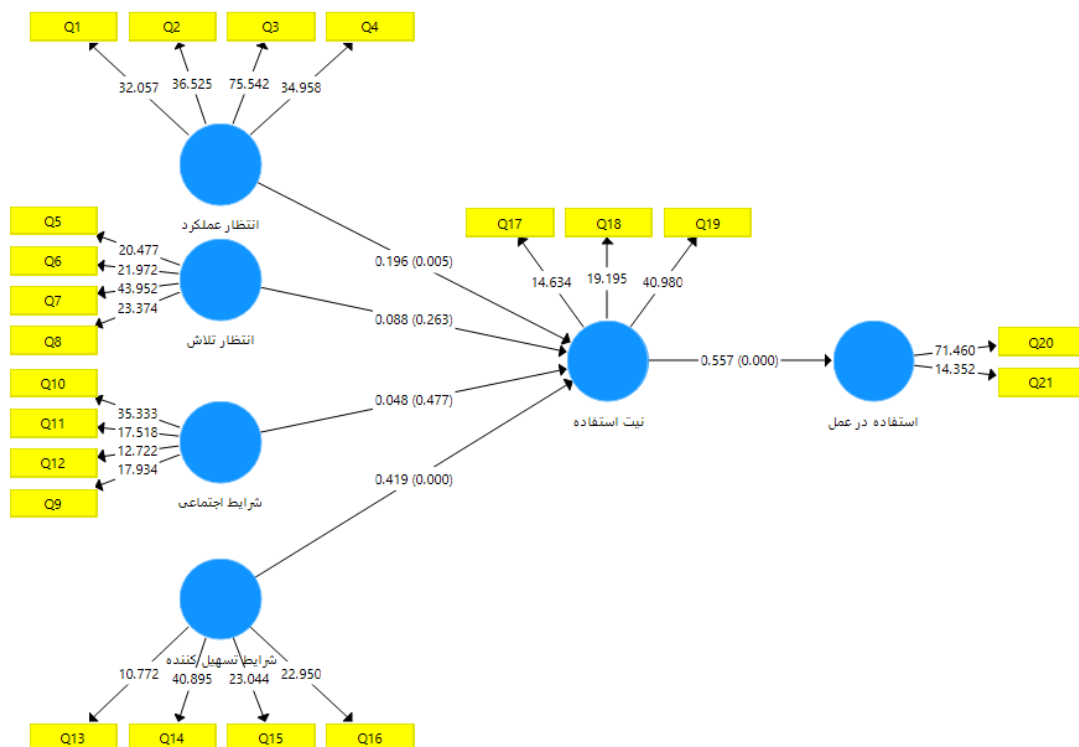 Q1
Q2
Q3
Q4
32.057
36.525
75.542
34.958
انتظار عملکرد
Q5
Q6
Q7
Q8
20.477
21.972
43.952
23.374
انتظار تلاش
Q10
Q11
Q12
Q9
35.333
17.518
12.722
17.934
شرایط اجتماعی
شرایط تسهیل کننده
10.772
40.895
23.044
22.950
Q13
Q14
Q15
Q16
0.196 (0.005)
0.088 (0.263)
0.048 (0.477)
0.419 (0.000)
Q17
Q18
Q19
14.634
19.195
40.980
نیت استفاده
0.557 (0.000)
استفاده در عمل
71.460
14.352
Q20
Q21